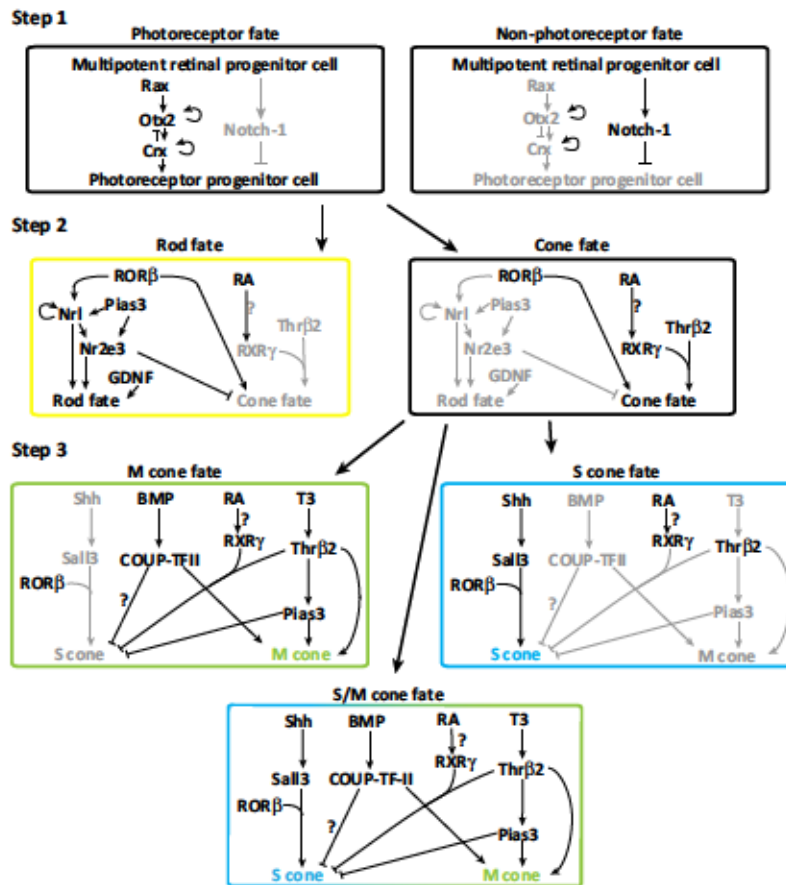 Step 1
Photoreceptor fate
Non-photoreceptor fate
Multipotent retinal progenitor cell
Rax
Otx2
Notch-1
Crx
Photoreceptor progenitor cell
Multipotent retinal progenitor cell
Rax
Otx2
Notch-1
Crx
Photoreceptor progenitor cell
Step 2
Rod fate
Cone fate
RORβ
RA
Pias3
?
Nrl
Thrβ2
Nr2e3
RXRγ
GDNF
Rod fate
Cone fate
RORβ
RA
Pias3
?
Nrl
Thrβ2
Nr2e3
RXRγ
GDNF
Rod fate
Cone fate
Step 3
M cone fate
S cone fate
Shh BMP RA T3
?
RXRγ
Sall3 COUP-TFII Thrβ2
RORβ
?
Pias3
S cone M cone
Shh BMP RA T3
?
RXRγ
Sall3 COUP-TFII Thrβ2
RORβ
?
Pias3
S cone M cone
S/M cone fate
Shh BMP RA T3
?
RXRγ
Sall3 COUP-TF-II Thrβ2
RORβ
?
Pias3
S cone M cone